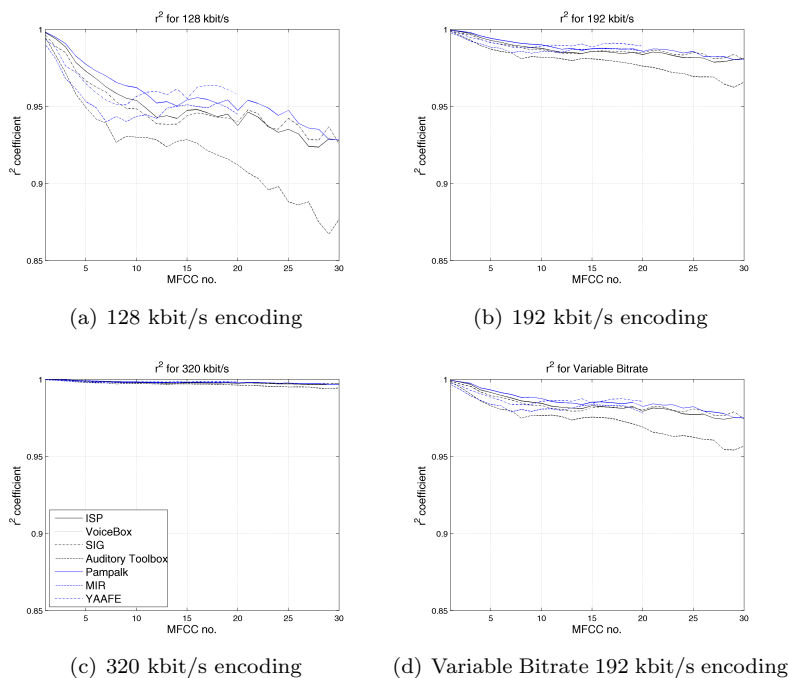 r² for 128 kbit/s
1
0.95
0.9
0.85
r² coefficient
5 10 15 20 25 30
MFCC no.
(a) 128 kbit/s encoding
r² for 192 kbit/s
1
0.95
0.9
0.85
r² coefficient
5 10 15 20 25 30
MFCC no.
(b) 192 kbit/s encoding
r² for 320 kbit/s
1
0.95
0.9
0.85
r² coefficient
ISP
VoiceBox
SIG
Auditory Toolbox
Pampalk
MIR
YAAFE
5 10 15 20 25 30
MFCC no.
(c) 320 kbit/s encoding
r² for Variable Bitrate
1
0.95
0.9
0.85
r² coefficient
5 10 15 20 25 30
MFCC no.
(d) Variable Bitrate 192 kbit/s encoding